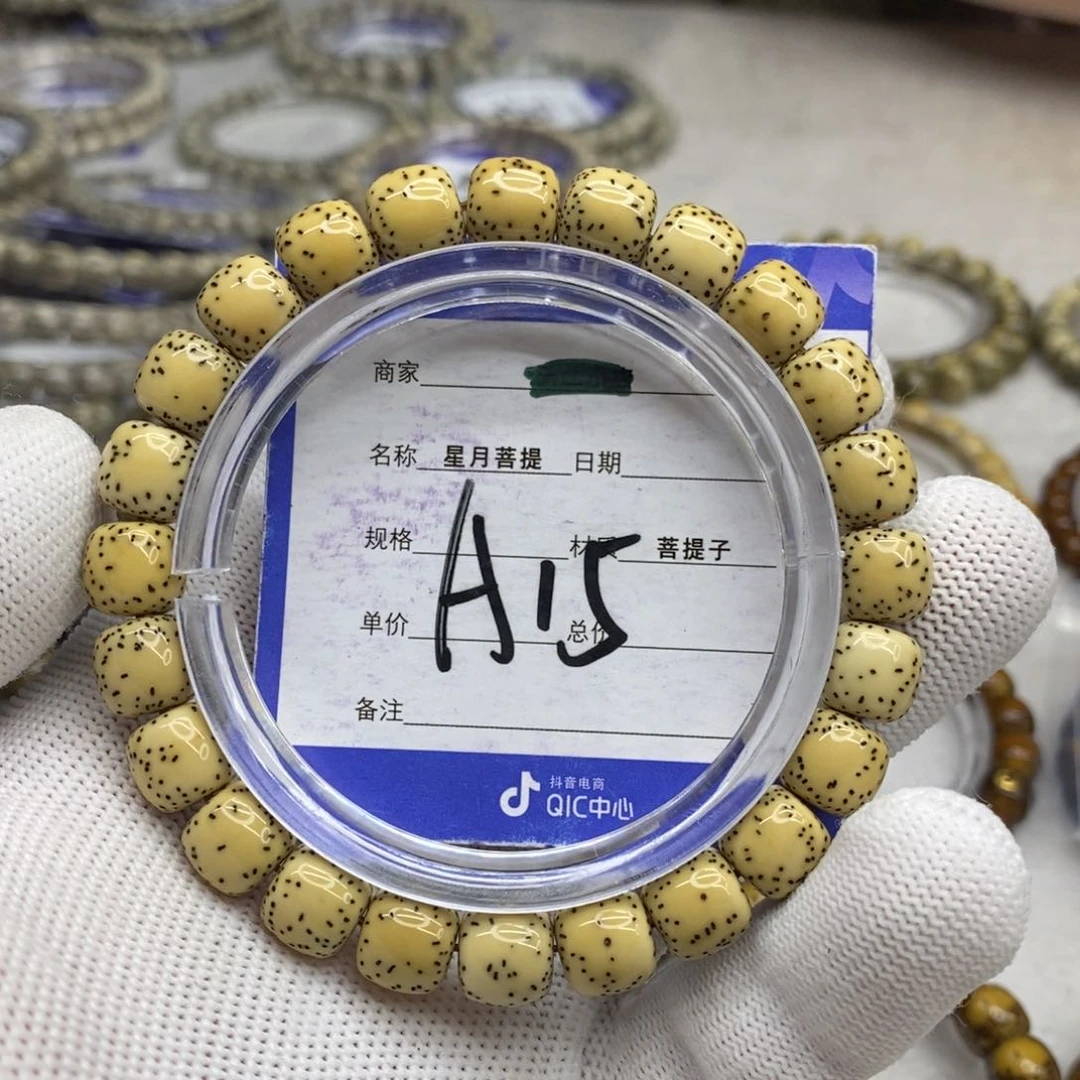 商家
名称 星月菩提 日期
规格 材质 菩提子
A15
单价 总价
备注
抖音电商
QIC中心